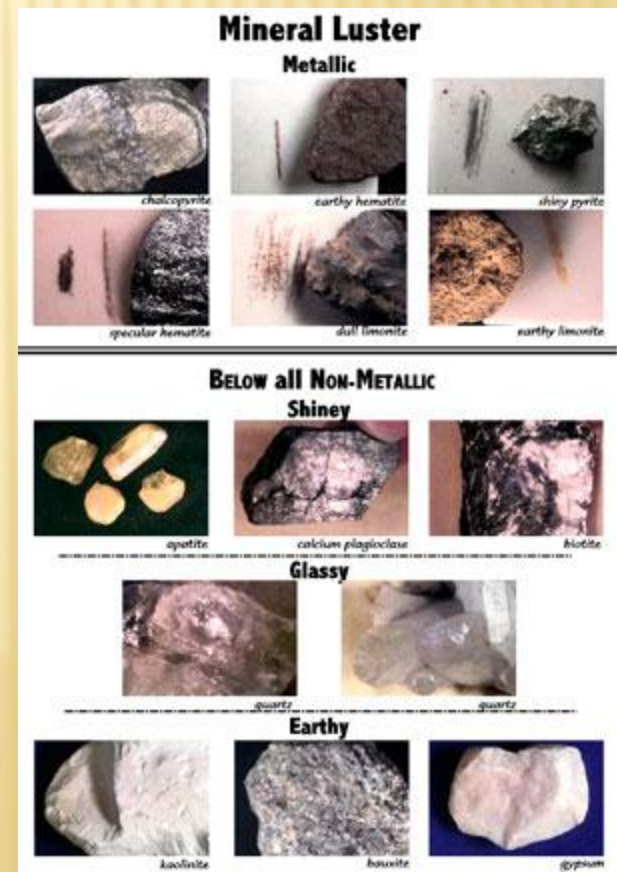 Mineral Luster
Metallic
chalcopyrite earthy hematite shiny pyrite
specular hematite dull limonite earthy limonite
BELOW all NON-METALLIC
Shiney
apatite calcium plagioclase biotite
Glassy
quartz quartz
Earthy
kaolinite bauxite gypsum